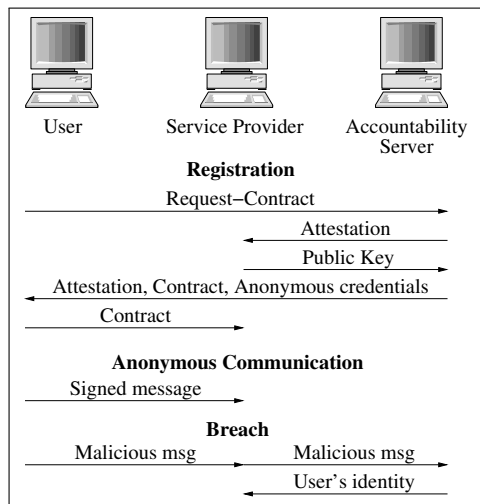 User Service Provider Accountability
Server
Registration
Request−Contract
Attestation
Public Key
Attestation, Contract, Anonymous credentials
Contract
Anonymous Communication
Signed message
Breach
Malicious msg Malicious msg
User's identity